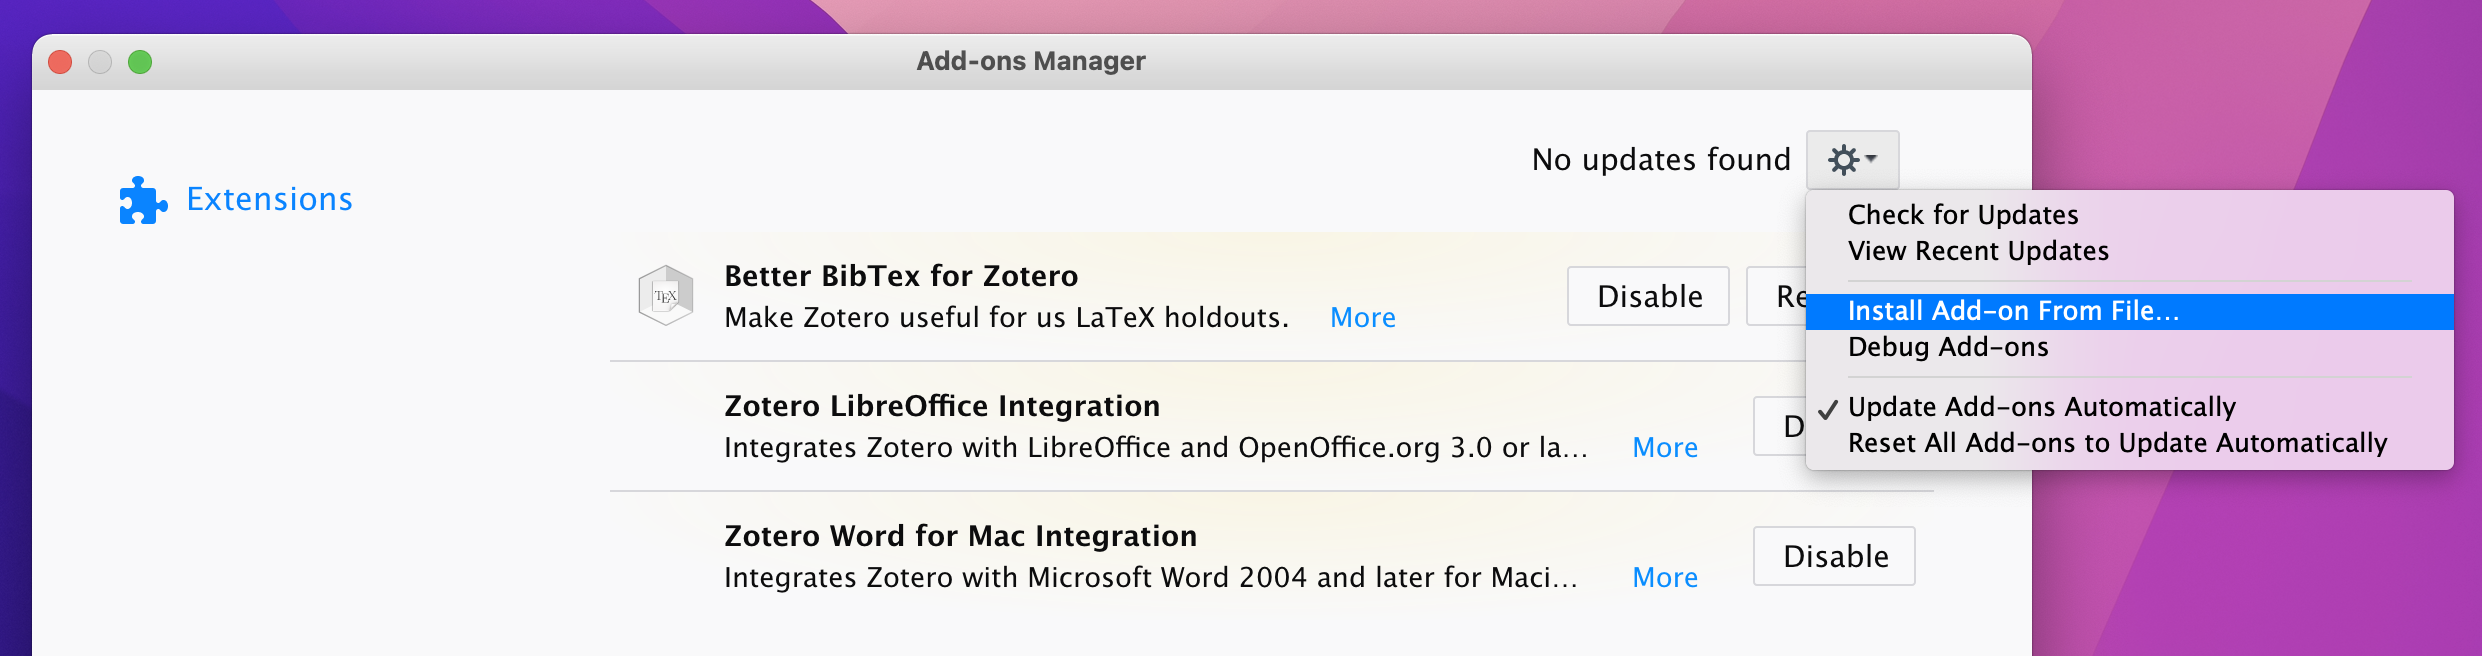 Add-ons Manager
No updates found
Extensions
Check for Updates
View Recent Updates
Install Add-on From File...
Debug Add-ons
Update Add-ons Automatically
Reset All Add-ons to Update Automatically
Better BibTex for Zotero
Make Zotero useful for us LaTeX holdouts. More
Disable Re
TEX
Zotero LibreOffice Integration
Integrates Zotero with LibreOffice and OpenOffice.org 3.0 or la... More
D
Zotero Word for Mac Integration
Integrates Zotero with Microsoft Word 2004 and later for Maci... More
Disable